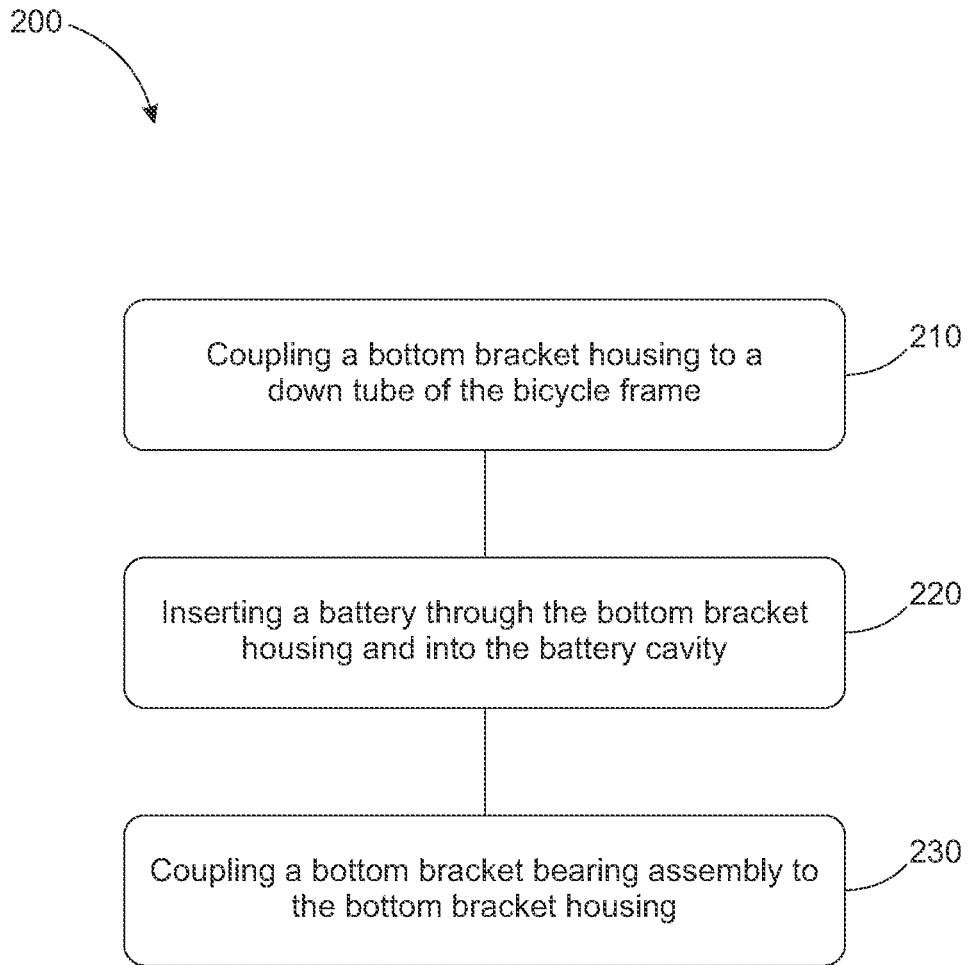 200
Coupling a bottom bracket housing to a
down tube of the bicycle frame
210
Inserting a battery through the bottom bracket
housing and into the battery cavity
220
Coupling a bottom bracket bearing assembly to
the bottom bracket housing
230